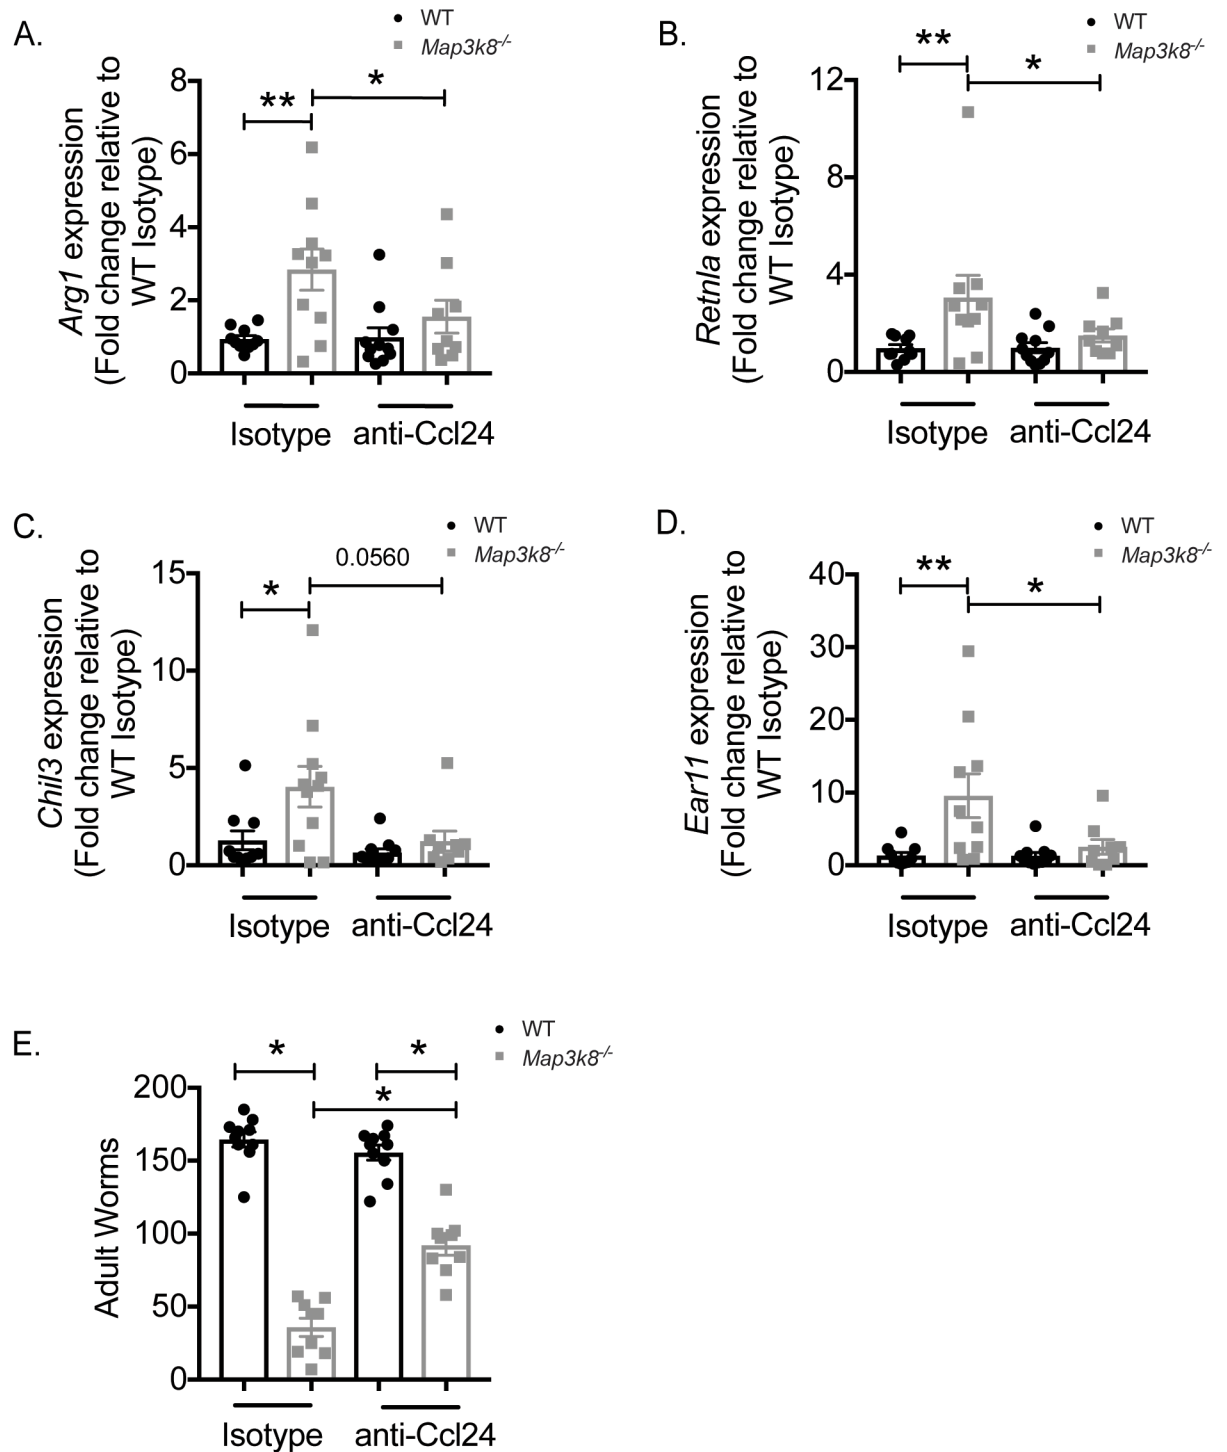 A.
WT
Map3k8-/-
Arg1 expression
(Fold change relative to
WT Isotype)
8
6
4
2
0
**
*
Isotype
anti-Ccl24
B.
WT
Map3k8-/-
Retnla expression
(Fold change relative to
WT Isotype)
12
8
4
0
**
*
Isotype
anti-Ccl24
C.
WT
Map3k8-/-
Chil3 expression
(Fold change relative to
WT Isotype)
15
10
5
0
*
0.0560
Isotype
anti-Ccl24
D.
WT
Map3k8-/-
Ear11 expression
(Fold change relative to
WT Isotype)
40
30
20
10
0
**
*
Isotype
anti-Ccl24
E.
WT
Map3k8-/-
Adult Worms
200
150
100
50
0
*
*
*
Isotype
anti-Ccl24